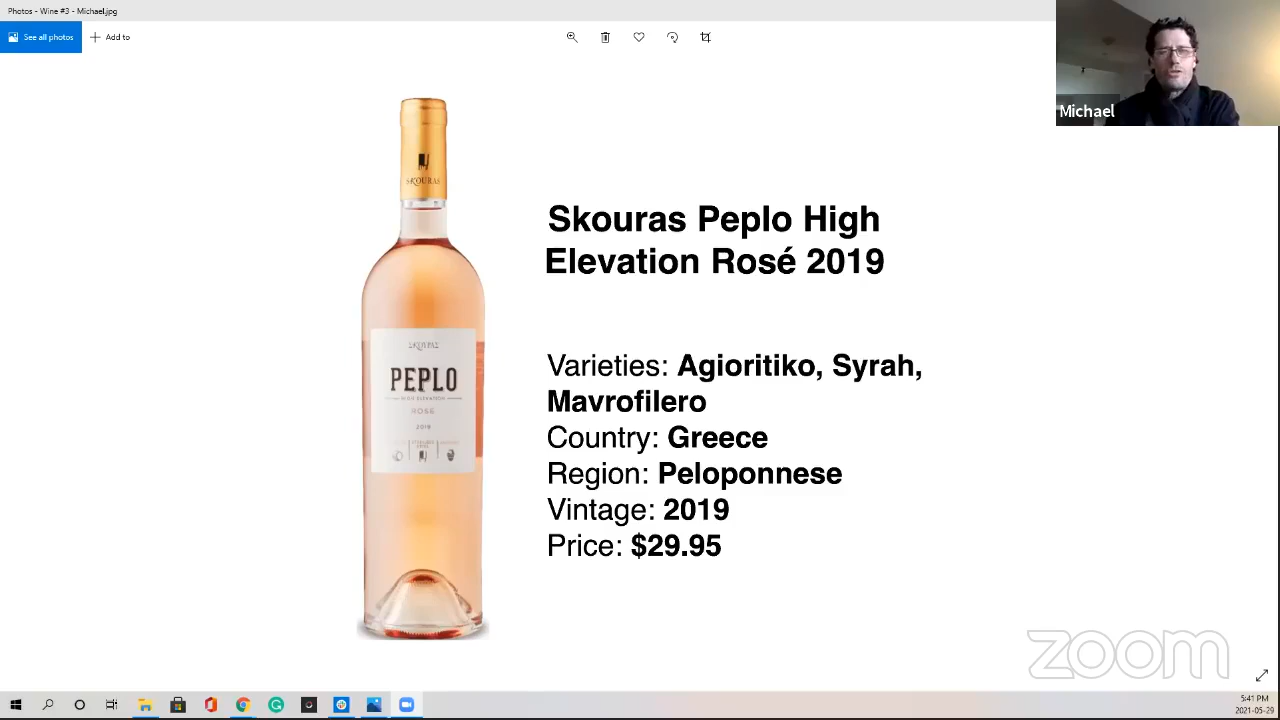 Photos - Wine #3 - Michael.jpg
See all photos
Add to
Michael
SKOURAS
ΣΚΟΥΡΑΣ
PEPLO
HIGH ELEVATION
ROSÉ
2019
Skouras Peplo High
Elevation Rosé 2019
Varieties: Agioritiko, Syrah,
Mavrofilero
Country: Greece
Region: Peloponnese
Vintage: 2019
Price: $29.95
zoom
5:41 PM
2021-05-29